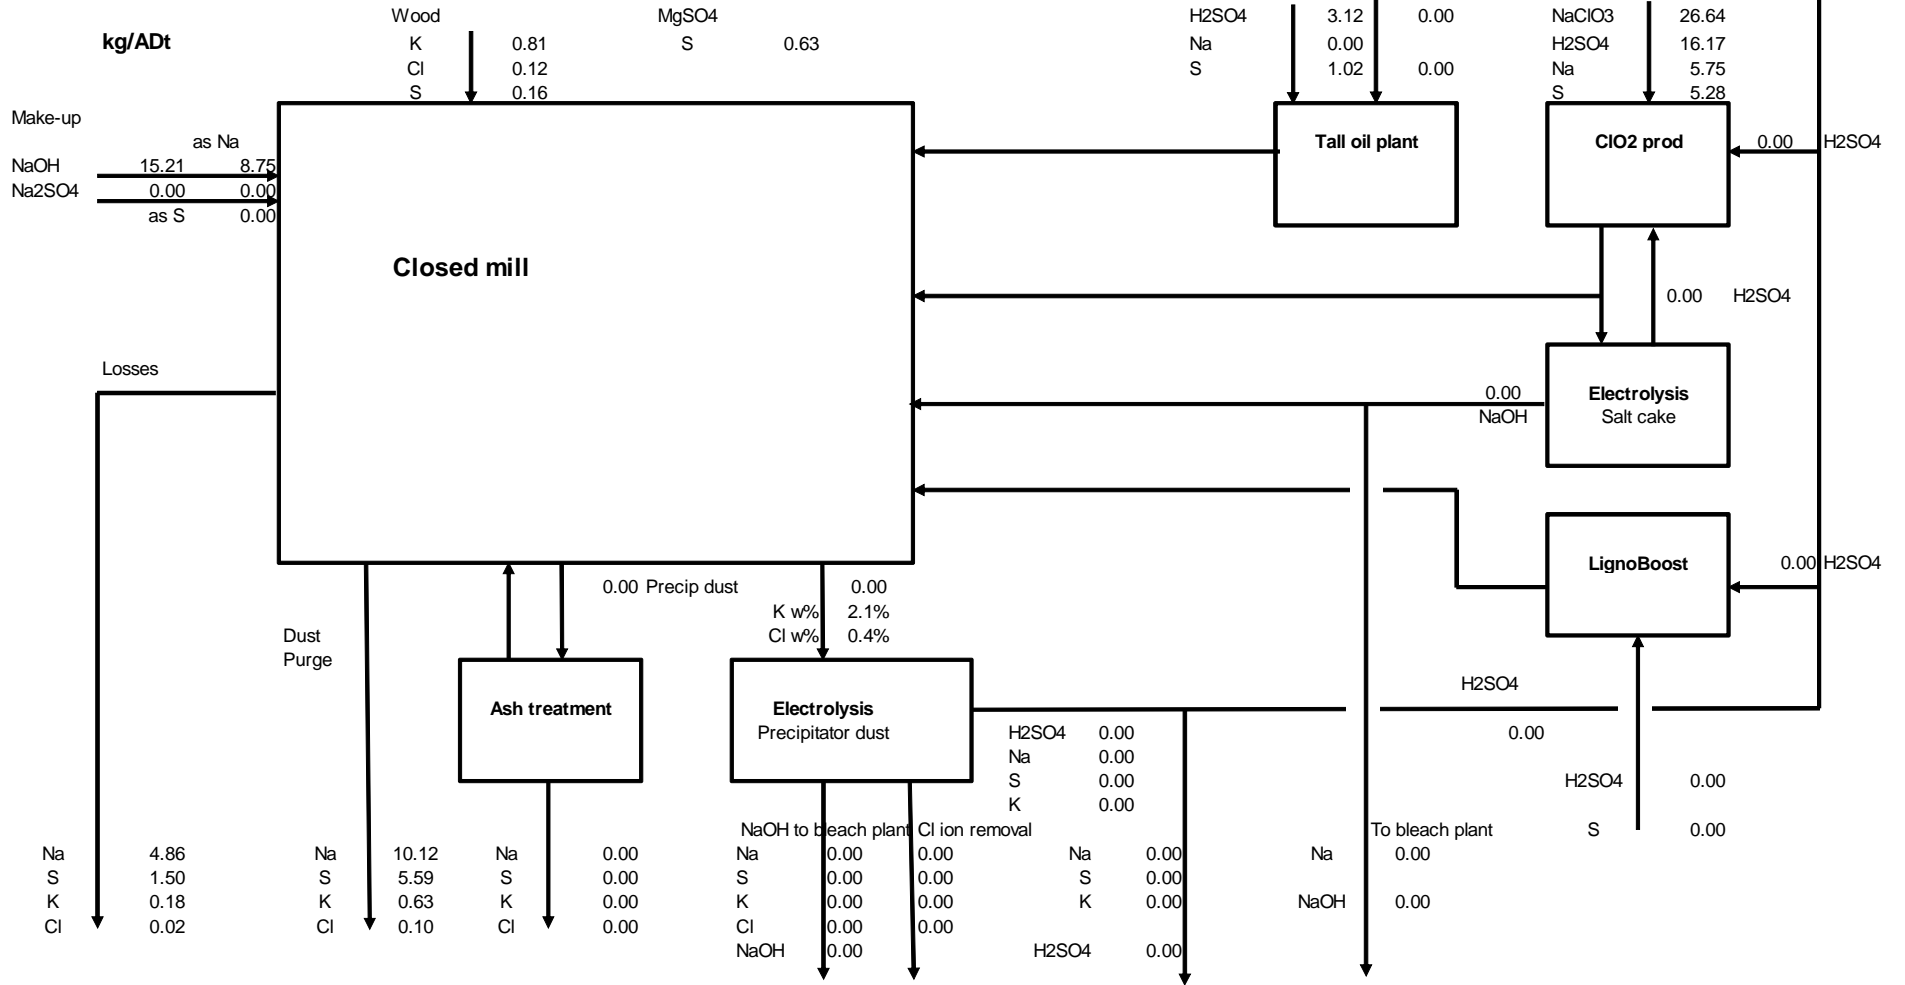 Wood MgSO4 H2SO4 3.12 0.00 NaClO3 26.64
kg/ADt K 0.81 S 0.63 Na 0.00 H2SO4 16.17
Cl 0.12 S 1.02 0.00 Na 5.75
S 0.16 S 5.28
Make-up
as Na Tall oil plant ClO2 prod 0.00 H2SO4
NaOH 15.21 8.75
Na2SO4 0.00 0.00
as S 0.00
Closed mill
0.00 H2SO4
Losses
0.00 Electrolysis
NaOH Salt cake
LignoBoost 0.00 H2SO4
0.00 Precip dust 0.00
K w% 2.1%
Dust Cl w% 0.4%
Purge
H2SO4
Ash treatment Electrolysis
Precipitator dust H2SO4 0.00 0.00
Na 0.00
S 0.00 H2SO4 0.00
K 0.00
NaOH to bleach plant Cl ion removal To bleach plant S 0.00
Na 4.86 Na 10.12 Na 0.00 Na 0.00 0.00 Na 0.00 Na 0.00
S 1.50 S 5.59 S 0.00 S 0.00 0.00 S 0.00
K 0.18 K 0.63 K 0.00 K 0.00 0.00 K 0.00 NaOH 0.00
Cl 0.02 Cl 0.10 Cl 0.00 Cl 0.00 0.00
NaOH 0.00 H2SO4 0.00